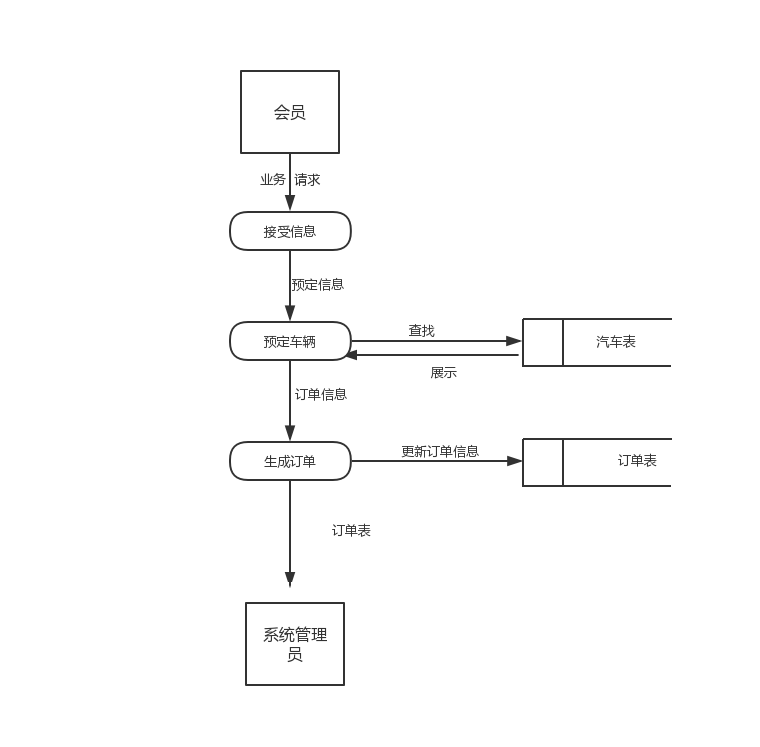 会员
业务 请求
接受信息
预定信息
预定车辆
查找
汽车表
展示
订单信息
生成订单
更新订单信息
订单表
订单表
系统管理
员